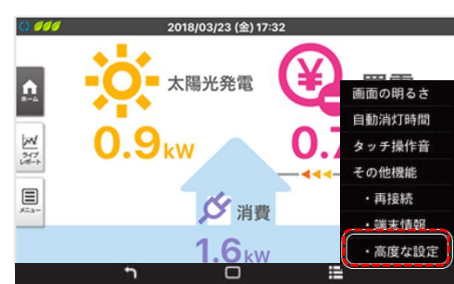 2018/03/23 (金) 17:32
太陽光発電
¥
0.9kW
0.
ホーム
ライブ
レポート
メニュー
消費
1.6kW
画面の明るさ
自動消灯時間
タッチ操作音
その他機能
・再接続
・端末情報
・高度な設定